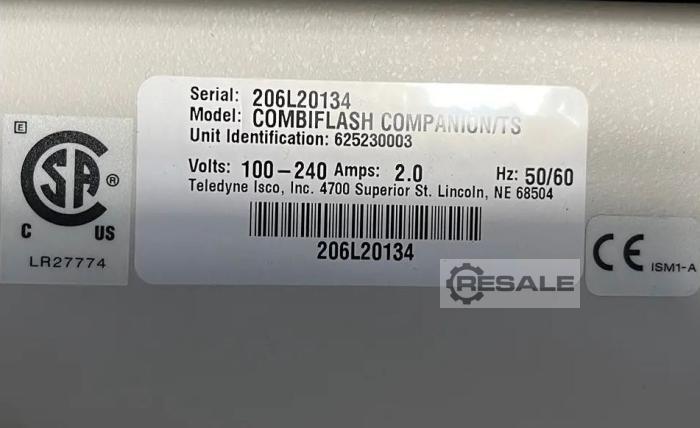 Serial: 206L20134
Model: COMBIFLASH COMPANION/TS
Unit Identification: 625230003
Volts: 100-240 Amps: 2.0 Hz: 50/60
Teledyne Isco, Inc. 4700 Superior St. Lincoln, NE 68504
206L20134
E
SA ®
C US
LR27774
CE ISM1-A
RESALE